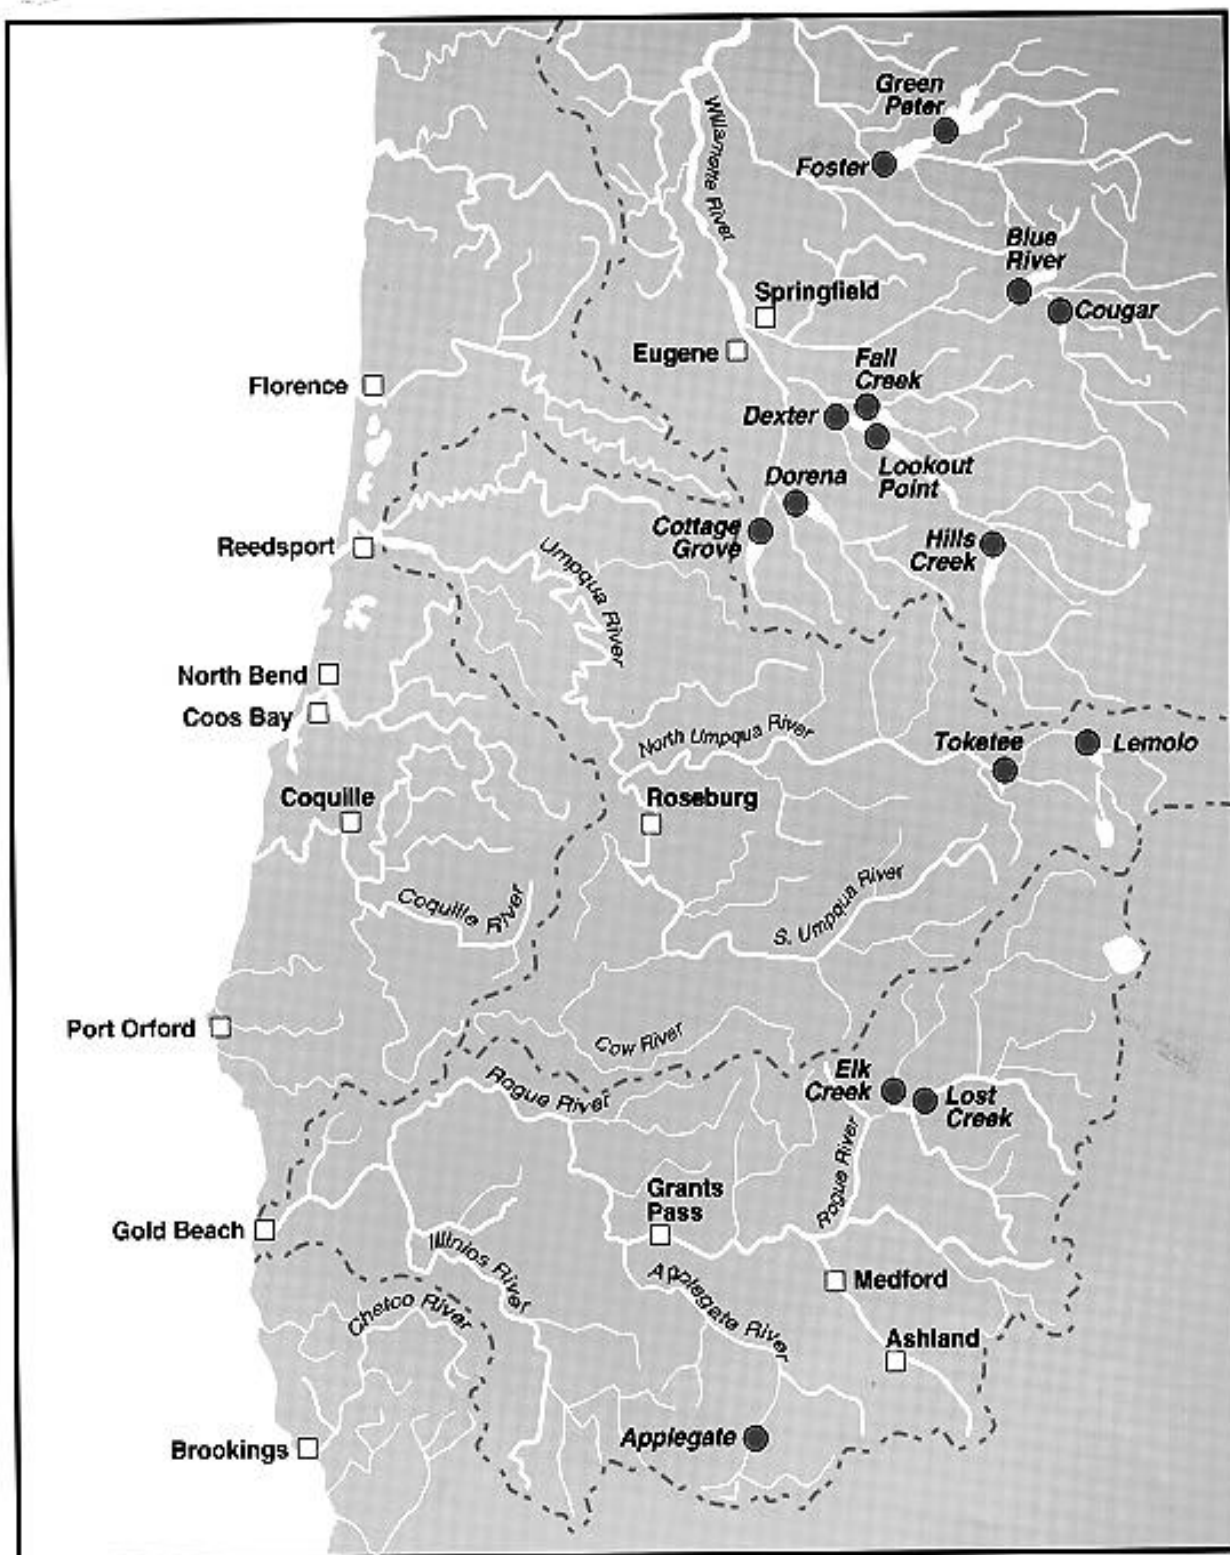 Green
Peter
Foster
Willamette River
Blue
River
Cougar
Springfield
Eugene
Fall
Creek
Florence
Dexter
Lookout
Point
Dorena
Cottage
Grove
Hills
Creek
Reedsport
Umpqua River
North Bend
Coos Bay
North Umpqua River
Toketee
Lemolo
Coquille
Roseburg
Coquille River
S. Umpqua River
Port Orford
Cow River
Elk
Creek
Lost
Creek
Rogue River
Rogue River
Grants
Pass
Gold Beach
Illinios River
Applegate River
Medford
Chetco River
Ashland
Applegate
Brookings